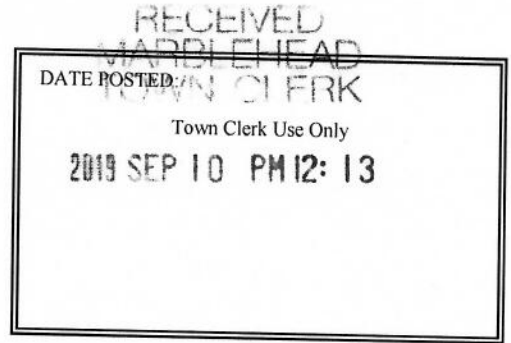 RECEIVED
MARBLEHEAD
TOWN CLERK
DATE POSTED:
Town Clerk Use Only
2019 SEP 10 PM 12: 13